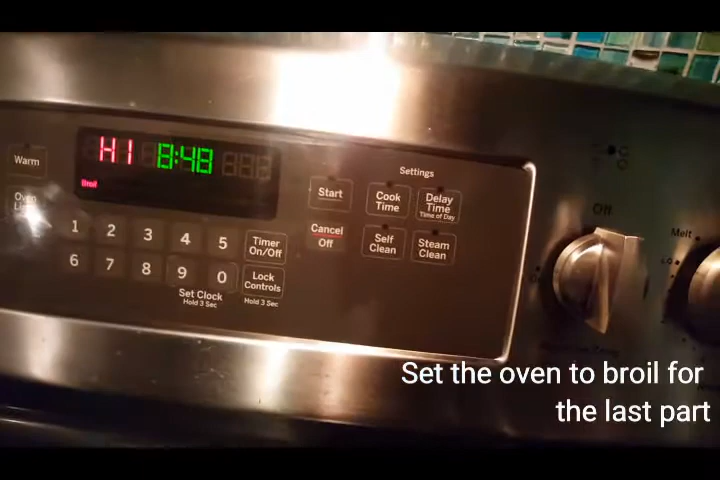 Settings
Warm
HI 8:48
Broil
Start
Cook Time
Delay Time
Time of Day
Oven
1 2 3 4 5
Cancel
Off
Timer On/Off
Self Clean
Steam Clean
6 7 8 9 0
Lock Controls
Set Clock
Hold 3 Sec
Hold 3 Sec
Off
Melt
LO
Set the oven to broil for
the last part